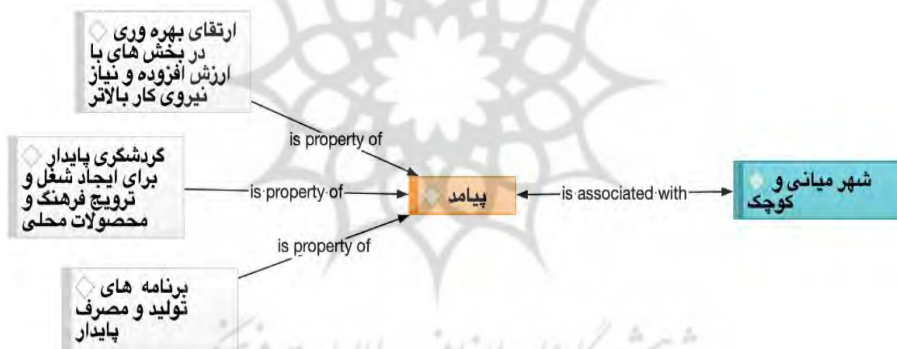 ارتقای بهره وری
در بخش های با
ارزش افزوده و نیاز
نیروی کار بالاتر
is property of
گردشگری پایدار
برای ایجاد شغل و
ترویج فرهنگ و
محصولات محلی
is property of
پیامد
is associated with
شهر میانی و
کوچک
is property of
برنامه های
تولید و مصرف
پایدار